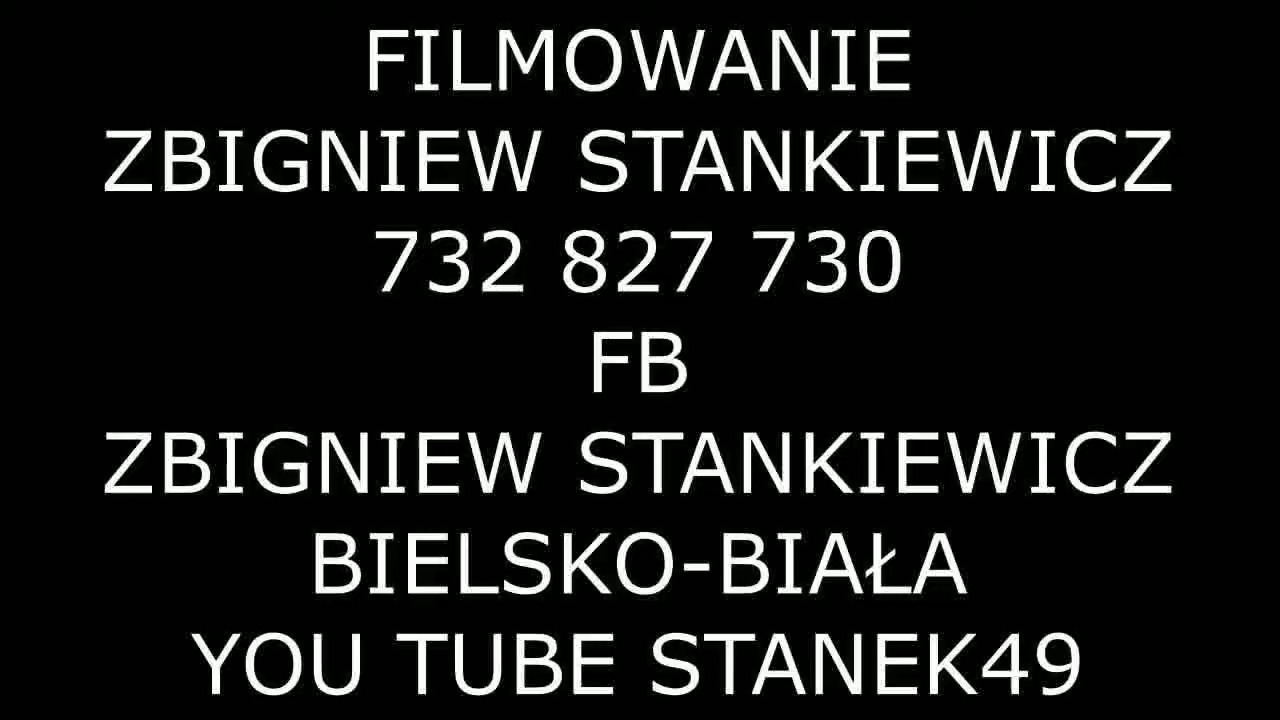 FILMOWANIE
ZBIGNIEW STANKIEWICZ
732 827 730
FB
ZBIGNIEW STANKIEWICZ
BIELSKO-BIAŁA
YOU TUBE STANEK49